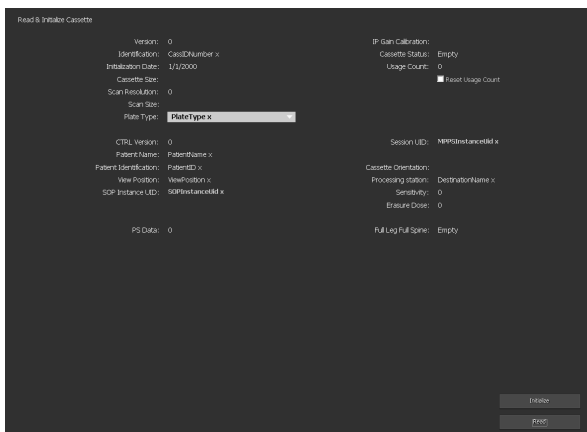 Read & Initialize Cassette
Version: 0
Identification: CassIDNumber x
Initialization Date: 1/1/2000
Cassette Size:
Scan Resolution: 0
Scan Size:
Plate Type: PlateType x
IP Gain Calibration:
Cassette Status: Empty
Usage Count: 0
Reset Usage Count
CTRL Version: 0
Patient Name: PatientName x
Patient Identification: PatientID x
View Position: ViewPosition x
SOP Instance UID: SOPInstanceUid x
Session UID: MPPSInstanceUid x
Cassette Orientation:
Processing station: DestinationName x
Sensitivity: 0
Erasure Dose: 0
PS Data: 0
Full Leg Full Spine: Empty
Initialize
Read